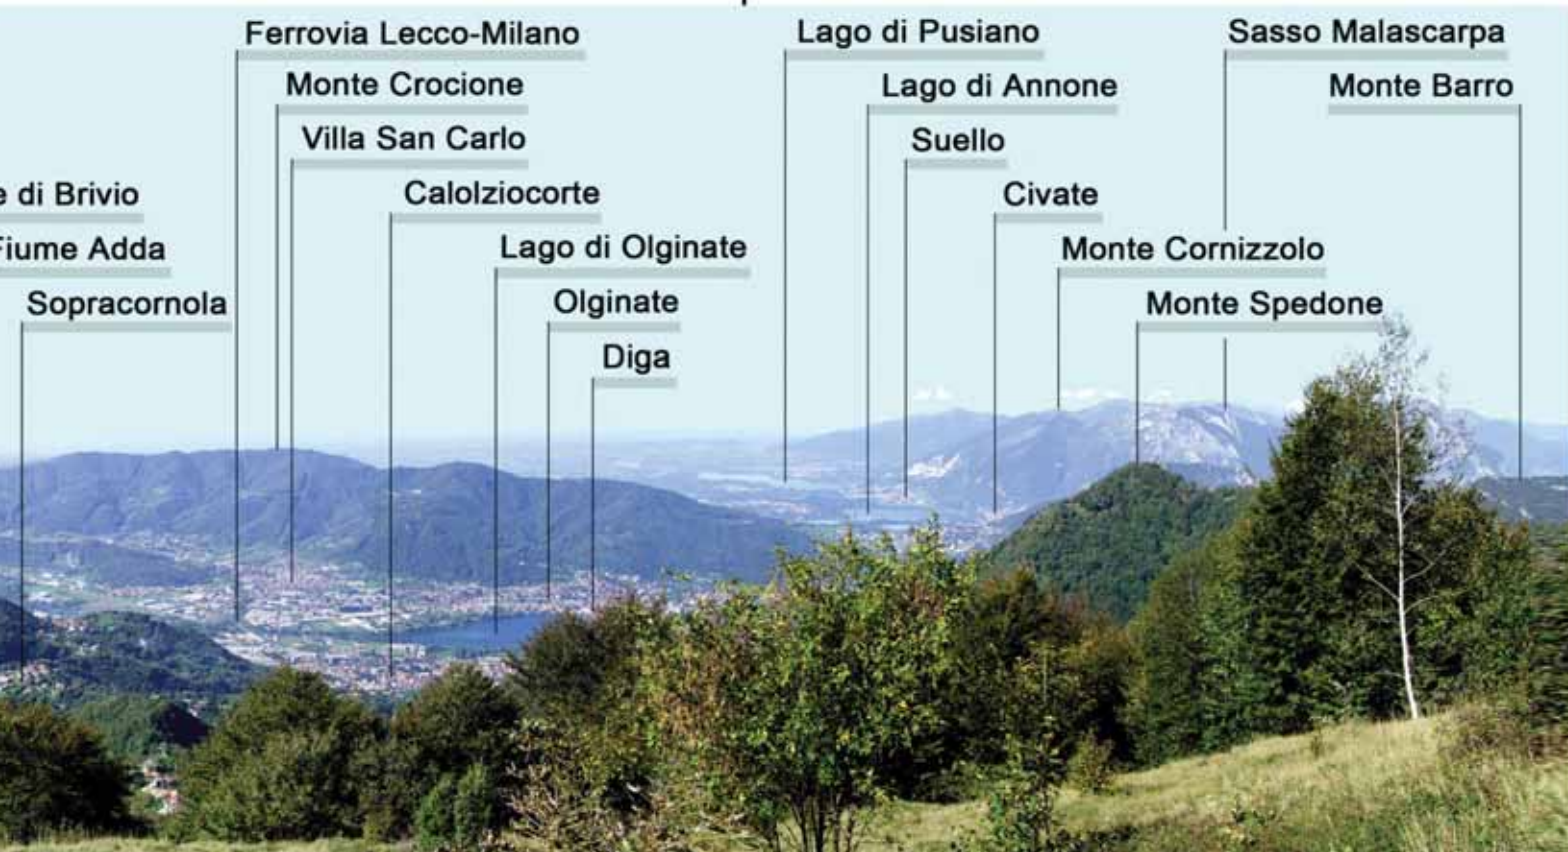 Ferrovia Lecco-Milano
Lago di Pusiano
Sasso Malascarpa
Monte Crocione
Lago di Annone
Monte Barro
Villa San Carlo
Suello
e di Brivio
Calolziocorte
Civate
Fiume Adda
Lago di Olginate
Monte Cornizzolo
Sopracornola
Olginate
Monte Spedone
Diga